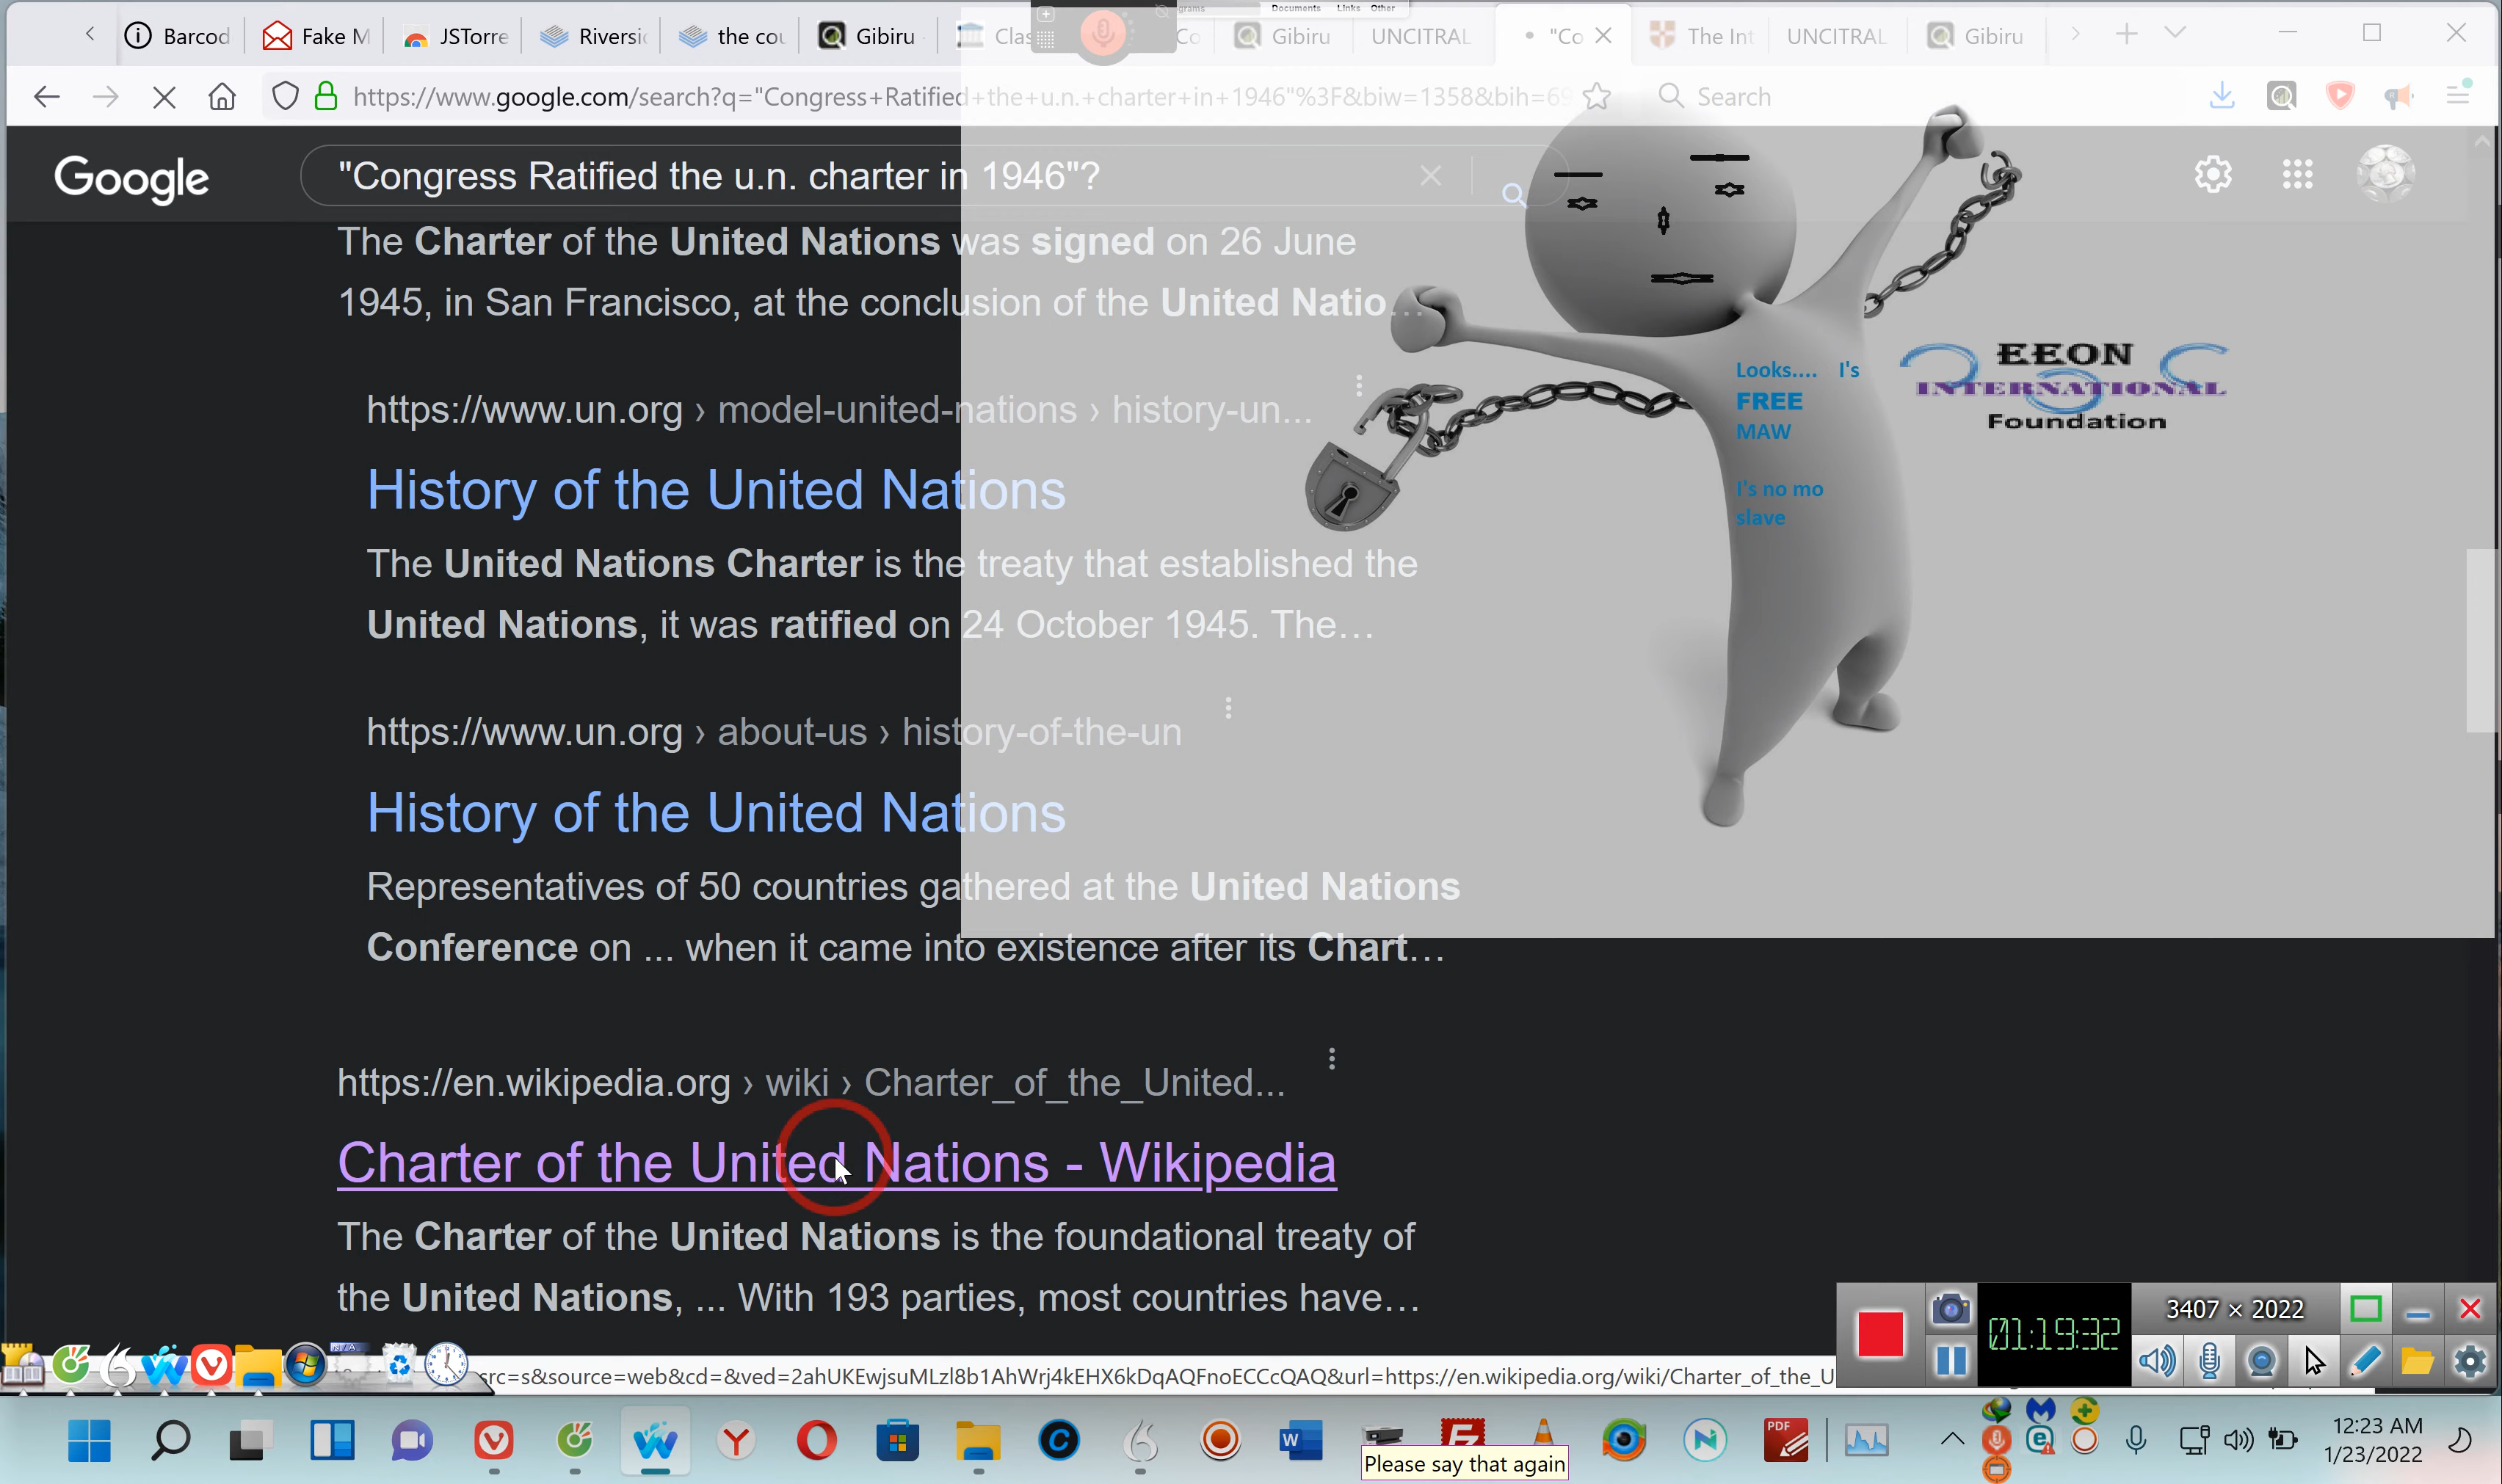 grams Documents Links Other
Barcod Fake M JSTorre Riversi the cou Gibiru Clas Co Gibiru UNCITRAL "Co The Int UNCITRAL Gibiru
https://www.google.com/search?q="Congress+Ratified+the+u.n.+charter+in+1946"%3F&biw=1358&bih=69 Search
Google "Congress Ratified the u.n. charter in 1946"?
The Charter of the United Nations was signed on 26 June
1945, in San Francisco, at the conclusion of the United Natio...
https://www.un.org › model-united-nations › history-un...
History of the United Nations
The United Nations Charter is the treaty that established the
United Nations, it was ratified on 24 October 1945. The...
https://www.un.org › about-us › history-of-the-un
History of the United Nations
Representatives of 50 countries gathered at the United Nations
Conference on ... when it came into existence after its Chart...
https://en.wikipedia.org › wiki › Charter_of_the_United...
Charter of the United Nations - Wikipedia
The Charter of the United Nations is the foundational treaty of
the United Nations, ... With 193 parties, most countries have...
Looks.... I's
FREE
MAW
I's no mo
slave
EEON
INTERNATIONAL
Foundation
01:19:32
3407 × 2022
src=s&source=web&cd=&ved=2ahUKEwjsuMLzl8b1AhWrj4kEHX6kDqAQFnoECCcQAQ&url=https://en.wikipedia.org/wiki/Charter_of_the_U
PDF
12:23 AM
1/23/2022
Please say that again